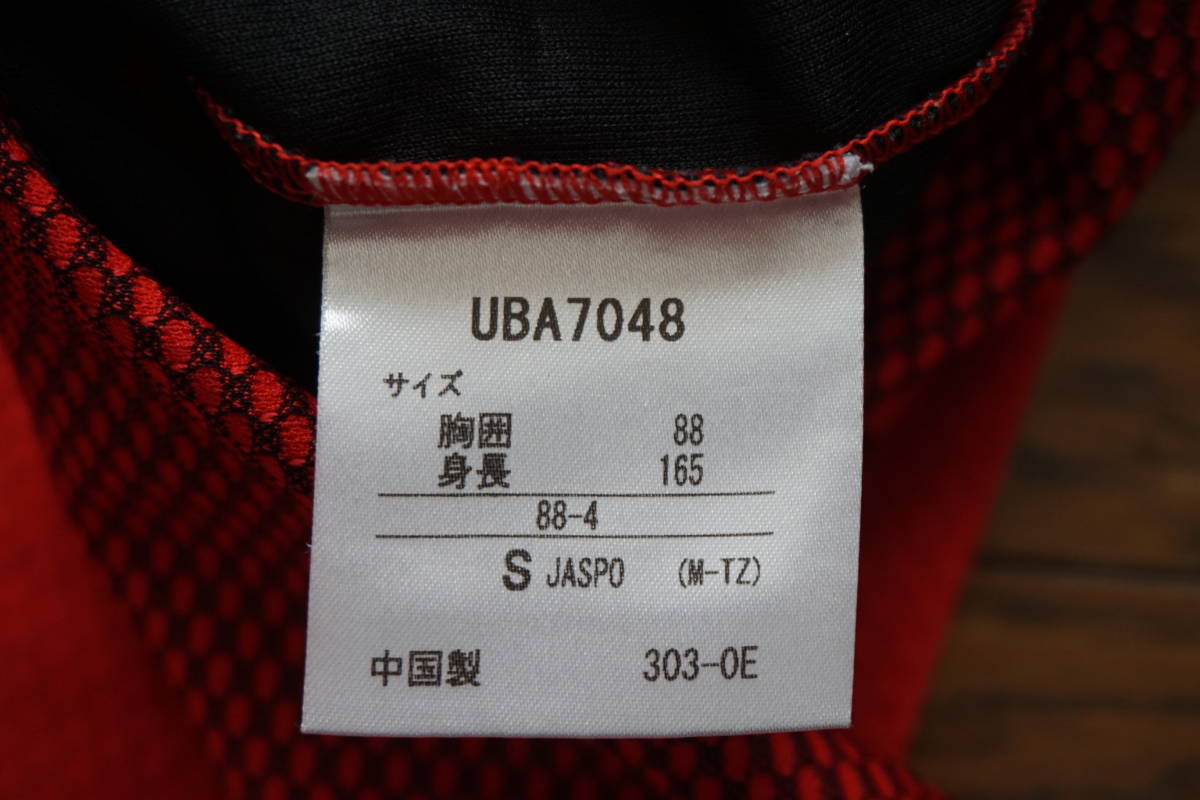 UBA7048
サイズ
胸囲 88
身長 165
88-4
S JASPO (M-TZ)
中国製 303-0E